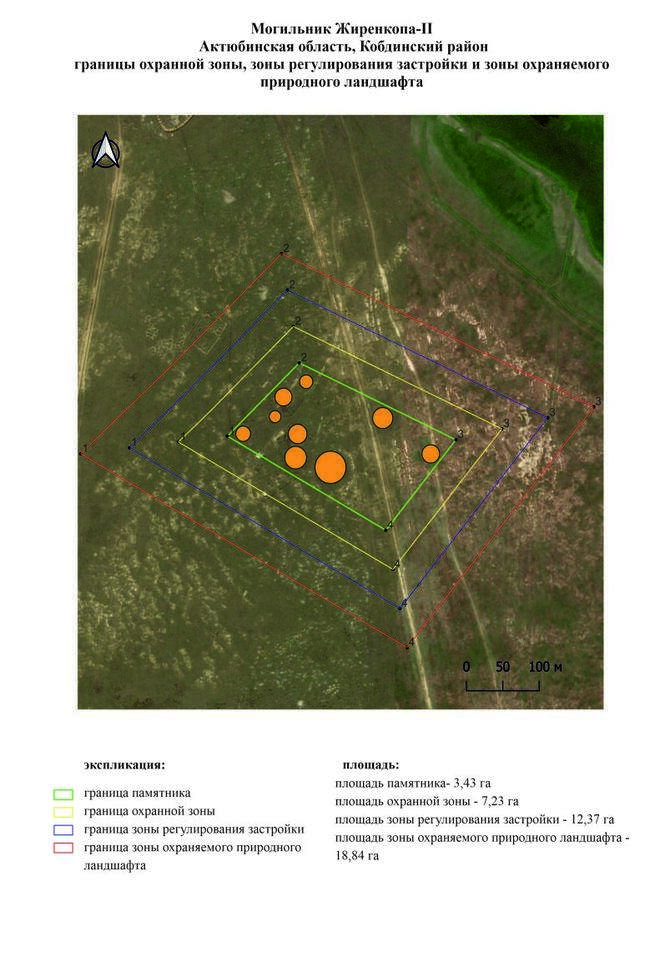 Могильник Жиренкопа-II
Актюбинская область, Кобдинский район
границы охранной зоны, зоны регулирования застройки и зоны охраняемого
природного ландшафта
2
2
2
2
1
1
1
1
3
3
3
3
4
4
4
4
0 50 100 м
экспликация:
граница памятника
граница охранной зоны
граница зоны регулирования застройки
граница зоны охраняемого природного
ландшафта
площадь:
площадь памятника- 3,43 га
площадь охранной зоны - 7,23 га
площадь зоны регулирования застройки - 12,37 га
площадь зоны охраняемого природного ландшафта -
18,84 га